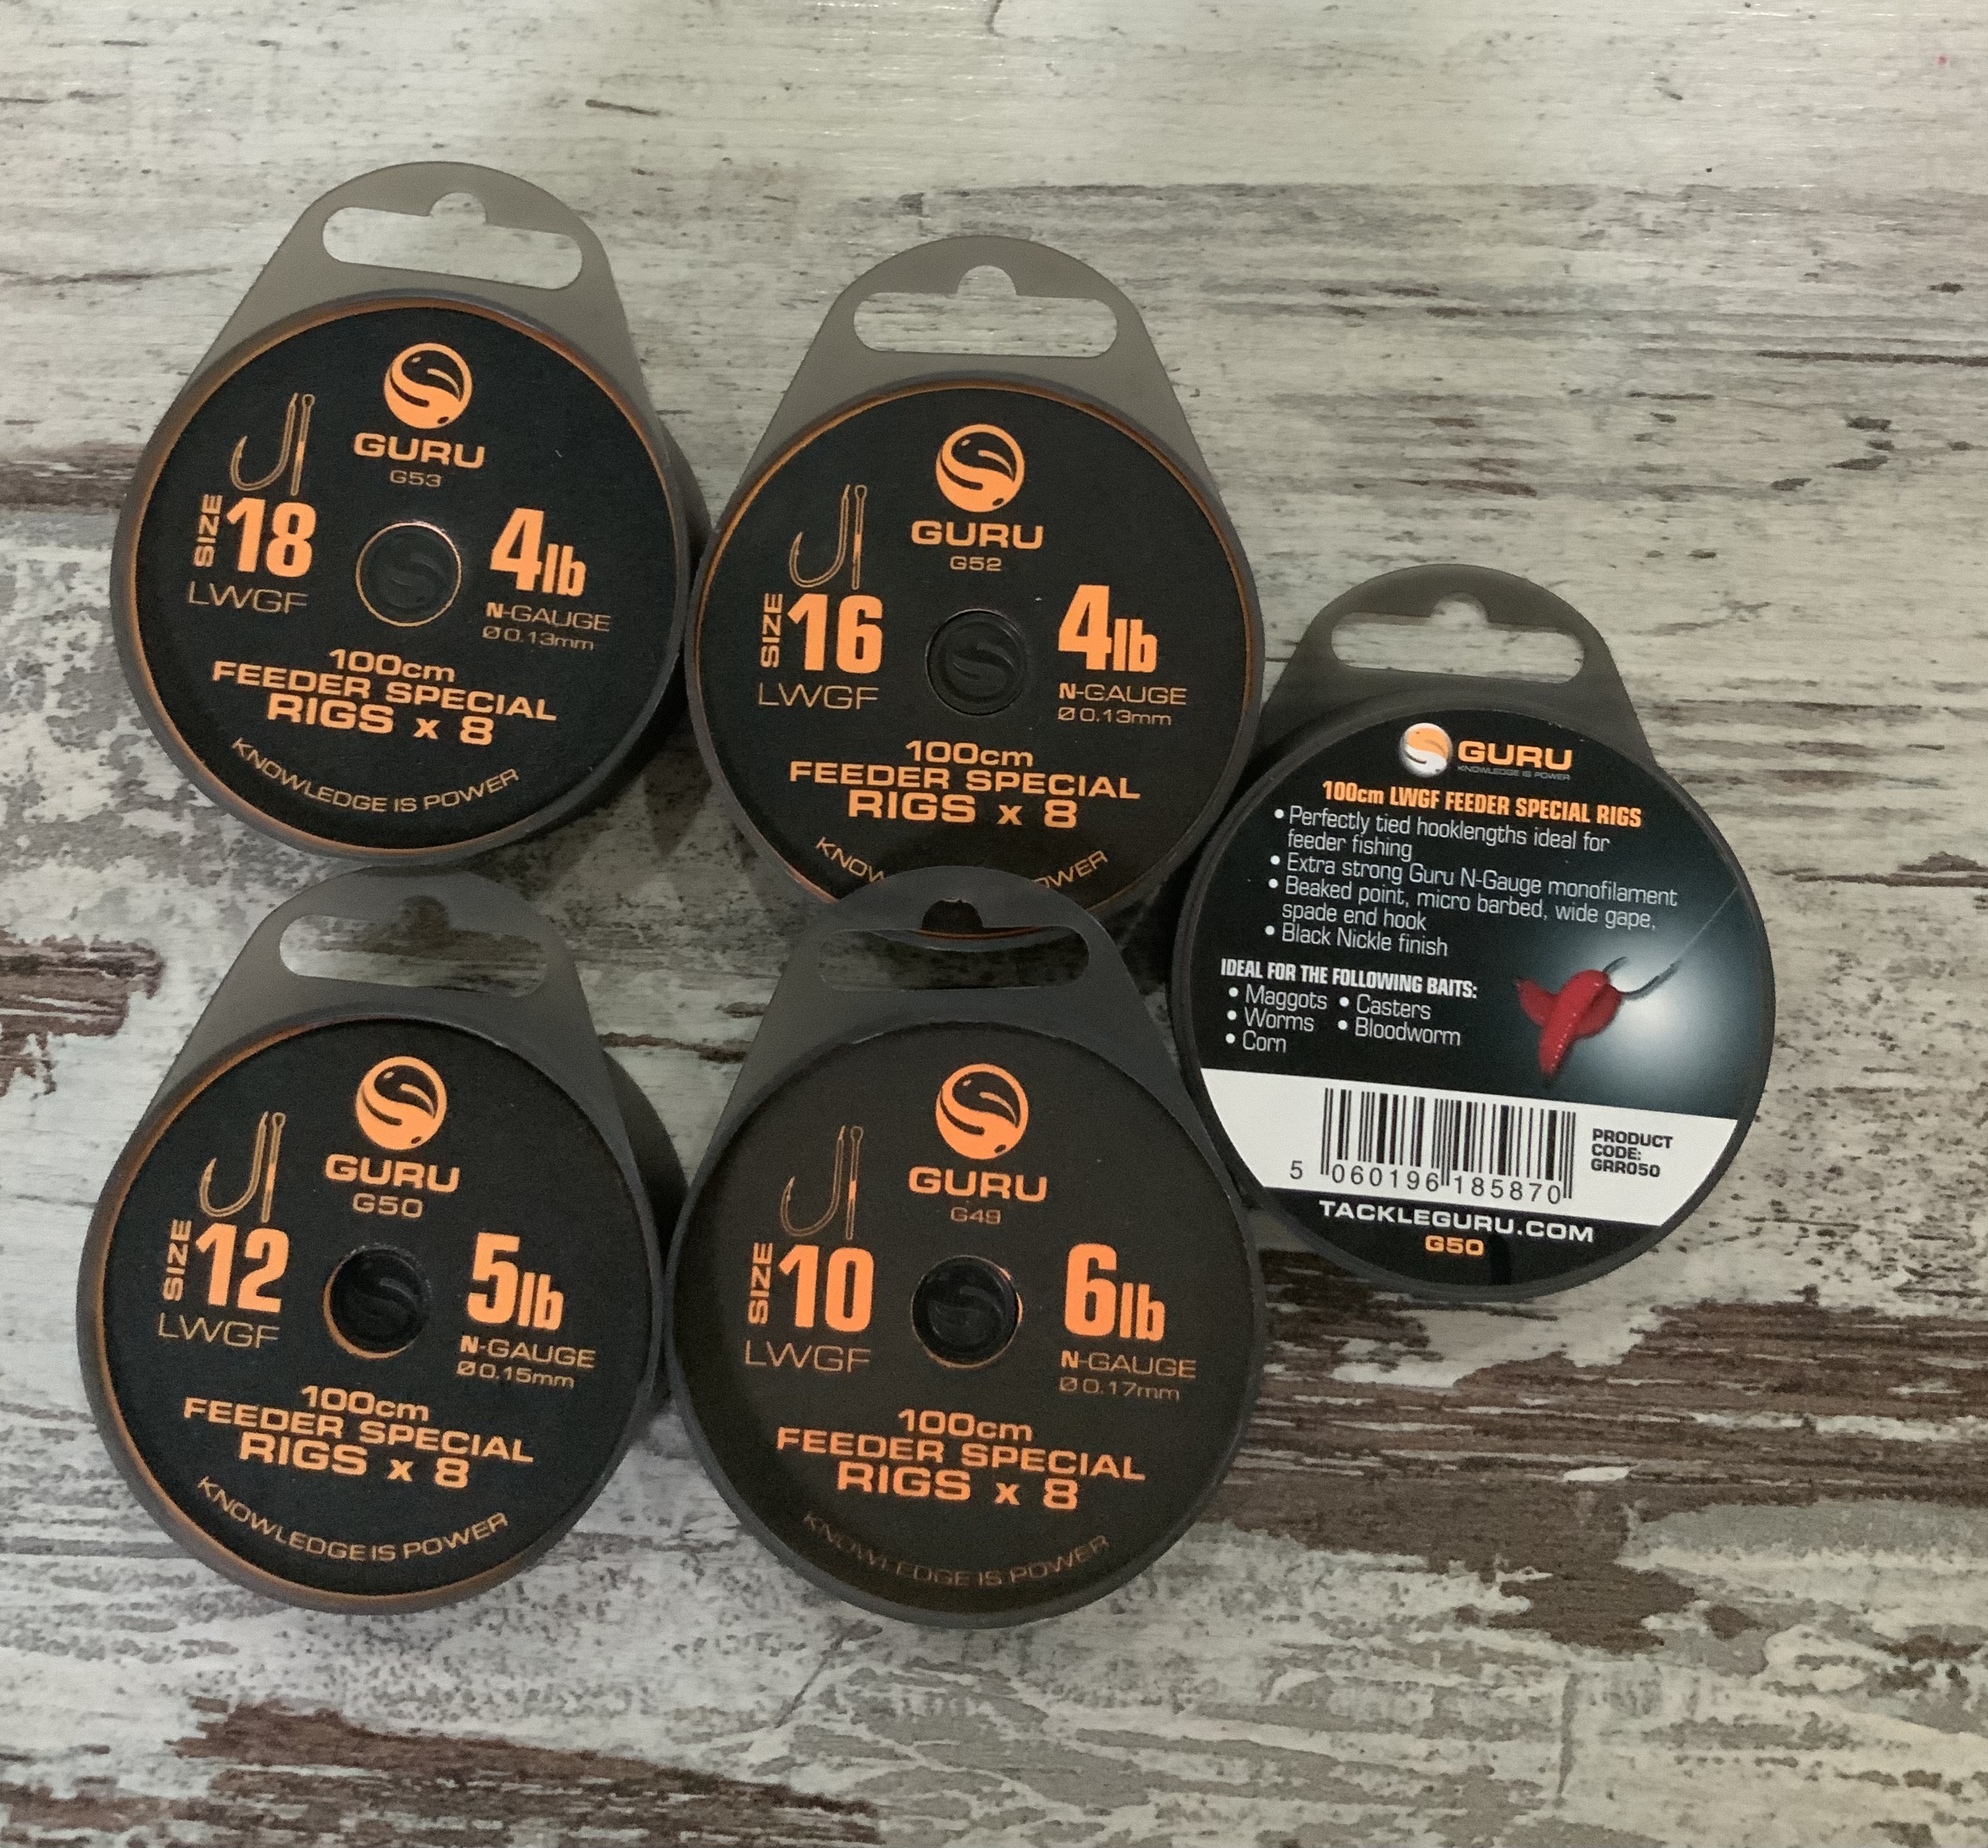 GURU
G53
SIZE 18
LWGF
4lb
N-GAUGE
Ø 0.13mm
100cm
FEEDER SPECIAL
RIGS x 8
KNOWLEDGE IS POWER
GURU
G52
SIZE 16
LWGF
4lb
N-GAUGE
Ø 0.13mm
100cm
FEEDER SPECIAL
RIGS x 8
POWER
GURU
KNOWLEDGE IS POWER
100cm LWGF FEEDER SPECIAL RIGS
• Perfectly tied hooklengths ideal for
feeder fishing
• Extra strong Guru N-Gauge monofilament
• Beaked point, micro barbed, wide gape,
spade end hook
• Black Nickle finish
IDEAL FOR THE FOLLOWING BAITS:
• Maggots • Casters
• Worms • Bloodworm
• Corn
5 060196 185870
PRODUCT
CODE:
GRR050
TACKLEGURU.COM
G50
GURU
G50
SIZE 12
LWGF
5lb
N-GAUGE
Ø 0.15mm
100cm
FEEDER SPECIAL
RIGS x 8
KNOWLEDGE IS POWER
GURU
G49
SIZE 10
LWGF
6lb
N-GAUGE
Ø 0.17mm
100cm
FEEDER SPECIAL
RIGS x 8
KNOWLEDGE IS POWER